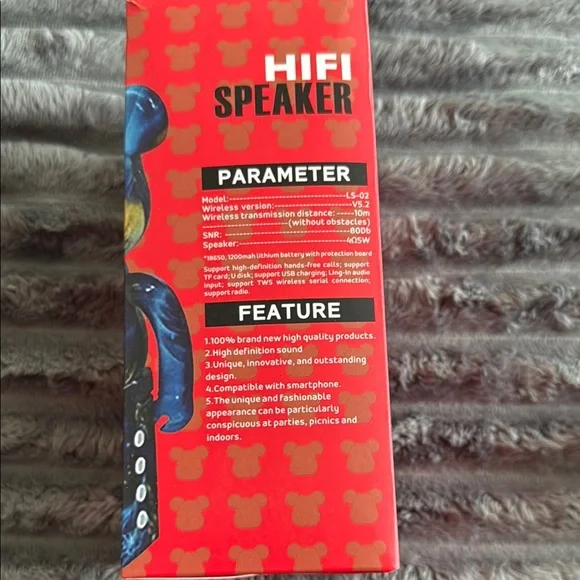 HIFI
SPEAKER
PARAMETER
Model:--------------------------------LS-02
Wireless version:---------------------V5.2
Wireless transmission distance: -----10m
------------------------(without obstacles)
SNR: ----------------------------------80Db
Speaker:-------------------------------4Ω5W
*18650, 1200mah lithium battery with protection board
Support high-definition hands-free calls; support
TF card; U disk; support USB charging; Ling-In audio
input; support TWS wireless serial connection;
support radio.
FEATURE
1.100% brand new high quality products.
2.High definition sound
3.Unique, innovative, and outstanding
design.
4.Compatible with smartphone.
5.The unique and fashionable
appearance can be particularly
conspicuous at parties, picnics and
indoors.